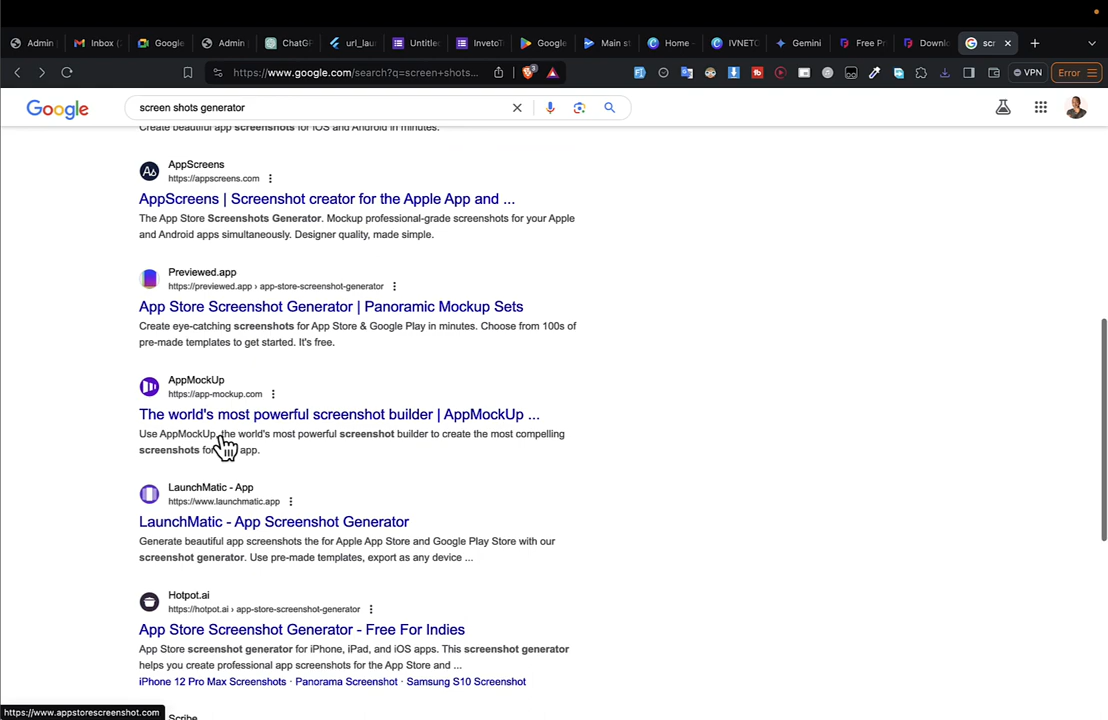 Admin
Inbox (
Google
Admin
ChatGF
url_lau
Untitle
InvetoT
Google
Main s
Home -
IVNETC
Gemini
Free P
Downl
scr
https://www.google.com/search?q=screen+shots...
3
VPN
Error
Google
screen shots generator
Create beautiful app screenshots for iOS and Android in minutes.
AppScreens
https://appscreens.com
AppScreens | Screenshot creator for the Apple App and ...
The App Store Screenshots Generator. Mockup professional-grade screenshots for your Apple
and Android apps simultaneously. Designer quality, made simple.
Previewed.app
https://previewed.app › app-store-screenshot-generator
App Store Screenshot Generator | Panoramic Mockup Sets
Create eye-catching screenshots for App Store & Google Play in minutes. Choose from 100s of
pre-made templates to get started. It's free.
AppMockUp
https://app-mockup.com
The world's most powerful screenshot builder | AppMockUp ...
Use AppMockUp, the world's most powerful screenshot builder to create the most compelling
screenshots for app.
LaunchMatic - App
https://www.launchmatic.app
LaunchMatic - App Screenshot Generator
Generate beautiful app screenshots the for Apple App Store and Google Play Store with our
screenshot generator. Use pre-made templates, export as any device ...
Hotpot.ai
https://hotpot.ai › app-store-screenshot-generator
App Store Screenshot Generator - Free For Indies
App Store screenshot generator for iPhone, iPad, and iOS apps. This screenshot generator
helps you create professional app screenshots for the App Store and ...
iPhone 12 Pro Max Screenshots · Panorama Screenshot · Samsung S10 Screenshot
https://www.appstorescreenshot.com
Scribe